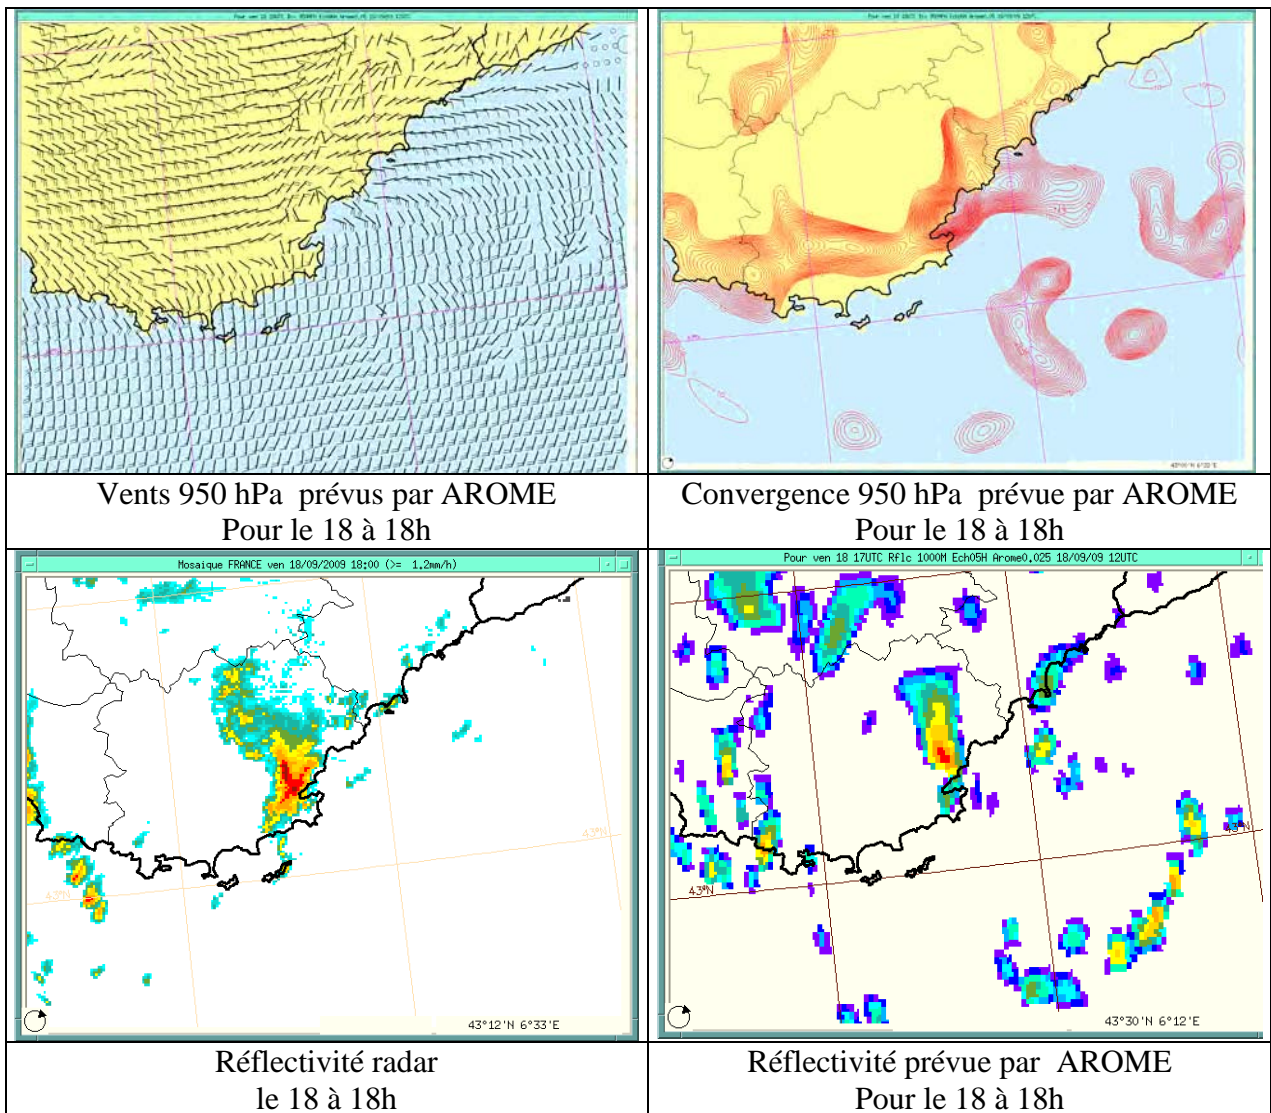 Vents 950 hPa prévus par AROME
Pour le 18 à 18h
Convergence 950 hPa prévue par AROME
Pour le 18 à 18h
Mosaique FRANCE ven 18/09/2009 18:00 (>= 1.2mm/h)
43°N
43°N
43°12'N 6°33'E
Pour ven 18 17UTC Rflc 1000M Ech05H Arome0.025 18/09/09 12UTC
43°N
43°N
43°30'N 6°12'E
Réflectivité radar
le 18 à 18h
Réflectivité prévue par AROME
Pour le 18 à 18h